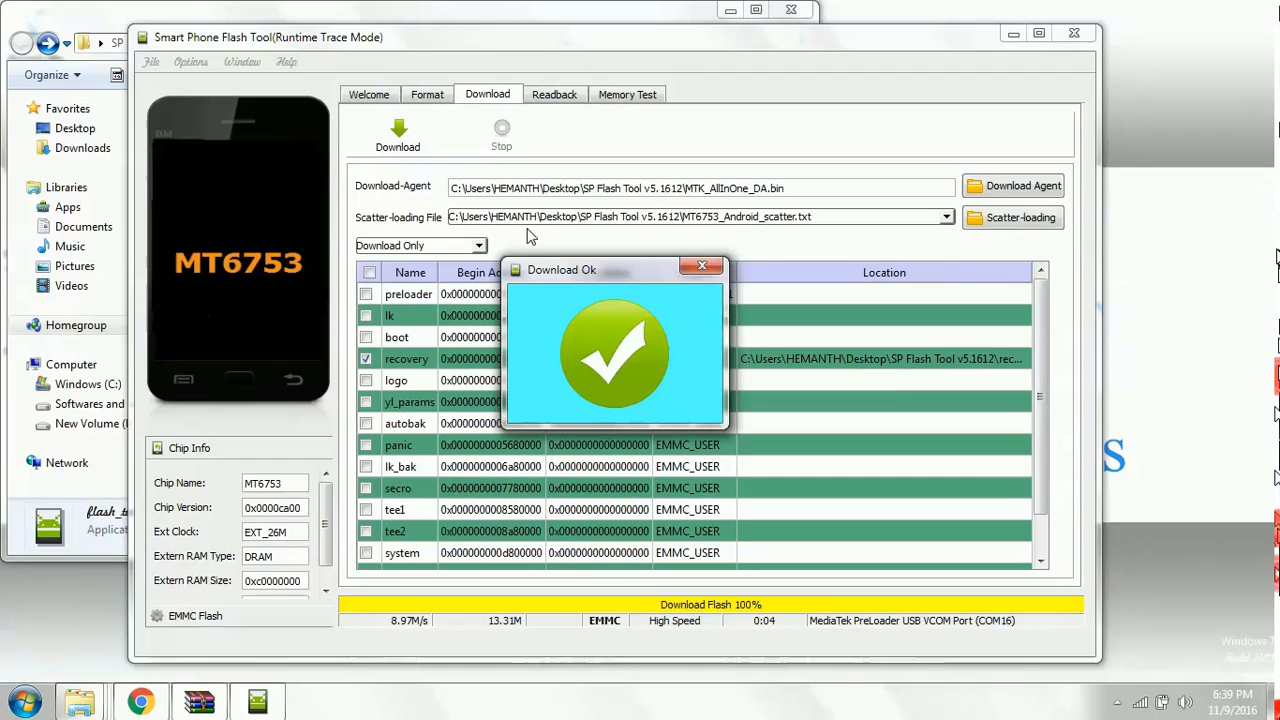 SP
Organize
Favorites
Desktop
Downloads
Libraries
Apps
Documents
Music
Pictures
Videos
Homegroup
Computer
Windows (C:)
Softwares and
New Volume (
Network
Applicat
Smart Phone Flash Tool(Runtime Trace Mode)
File Options Window Help
BM
MT6753
Welcome Format Download Readback Memory Test
Download Stop
Download-Agent C:\Users\HEMANTH\Desktop\SP Flash Tool v5.1612\MTK_AllInOne_DA.bin Download Agent
Scatter-loading File C:\Users\HEMANTH\Desktop\SP Flash Tool v5.1612\MT6753_Android_scatter.txt Scatter-loading
Download Only
Name Location
preloader
lk
boot
recovery C:\Users\HEMANTH\Desktop\SP Flash Tool v5.1612\rec...
logo
yl_params
autobak
panic 0x0000000005680000 0x0000000000000000 EMMC_USER
lk_bak 0x0000000006a80000 0x0000000000000000 EMMC_USER
secro 0x0000000007780000 0x0000000000000000 EMMC_USER
tee1 0x0000000008580000 0x0000000000000000 EMMC_USER
tee2 0x0000000008a80000 0x0000000000000000 EMMC_USER
system 0x000000000d800000 0x0000000000000000 EMMC_USER
Download Ok
Chip Info
Chip Name: MT6753
Chip Version: 0x0000ca00
Ext Clock: EXT_26M
Extern RAM Type: DRAM
Extern RAM Size: 0xc0000000
EMMC Flash
Download Flash 100%
8.97M/s 13.31M EMMC High Speed 0:04 MediaTek PreLoader USB VCOM Port (COM16)
S
6:39 PM
11/9/2016